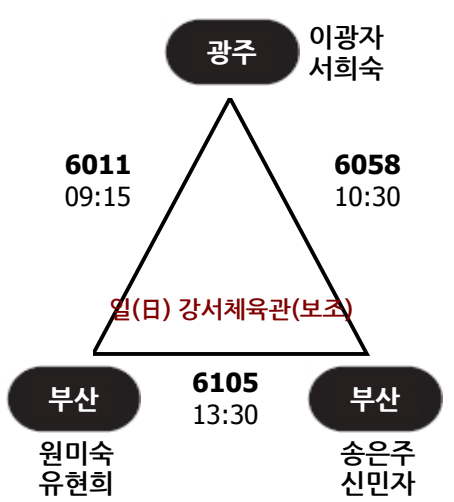 광주
이광자
서희숙
6011
09:15
6058
10:30
일(日) 강서체육관(보조)
부산
6105
13:30
부산
원미숙
유현희
송은주
신민자